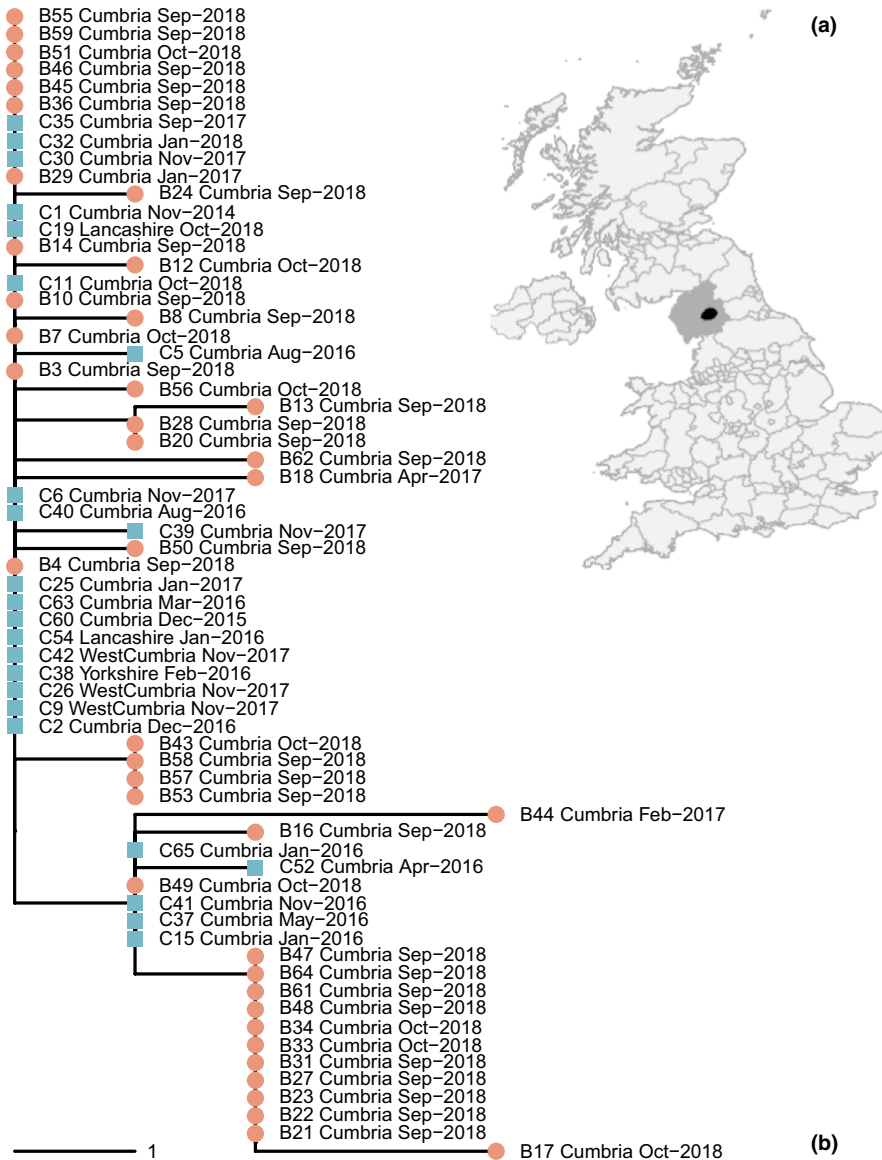 B55 Cumbria Sep−2018
(a)
B59 Cumbria Sep−2018
B51 Cumbria Oct−2018
B46 Cumbria Sep−2018
B45 Cumbria Sep−2018
B36 Cumbria Sep−2018
C35 Cumbria Sep−2017
C32 Cumbria Jan−2018
C30 Cumbria Nov−2017
B29 Cumbria Jan−2017
B24 Cumbria Sep−2018
C1 Cumbria Nov−2014
C19 Lancashire Oct−2018
B14 Cumbria Sep−2018
B12 Cumbria Oct−2018
C11 Cumbria Oct−2018
B10 Cumbria Sep−2018
B8 Cumbria Sep−2018
B7 Cumbria Oct−2018
C5 Cumbria Aug−2016
B3 Cumbria Sep−2018
B56 Cumbria Oct−2018
B13 Cumbria Sep−2018
B28 Cumbria Sep−2018
B20 Cumbria Sep−2018
B62 Cumbria Sep−2018
B18 Cumbria Apr−2017
C6 Cumbria Nov−2017
C40 Cumbria Aug−2016
C39 Cumbria Nov−2017
B50 Cumbria Sep−2018
B4 Cumbria Sep−2018
C25 Cumbria Jan−2017
C63 Cumbria Mar−2016
C60 Cumbria Dec−2015
C54 Lancashire Jan−2016
C42 WestCumbria Nov−2017
C38 Yorkshire Feb−2016
C26 WestCumbria Nov−2017
C9 WestCumbria Nov−2017
C2 Cumbria Dec−2016
B43 Cumbria Oct−2018
B58 Cumbria Sep−2018
B57 Cumbria Sep−2018
B53 Cumbria Sep−2018
B44 Cumbria Feb−2017
B16 Cumbria Sep−2018
C65 Cumbria Jan−2016
C52 Cumbria Apr−2016
B49 Cumbria Oct−2018
C41 Cumbria Nov−2016
C37 Cumbria May−2016
C15 Cumbria Jan−2016
B47 Cumbria Sep−2018
B64 Cumbria Sep−2018
B61 Cumbria Sep−2018
B48 Cumbria Sep−2018
B34 Cumbria Oct−2018
B33 Cumbria Oct−2018
B31 Cumbria Sep−2018
B27 Cumbria Sep−2018
B23 Cumbria Sep−2018
B22 Cumbria Sep−2018
B21 Cumbria Sep−2018
B17 Cumbria Oct−2018
1
(b)